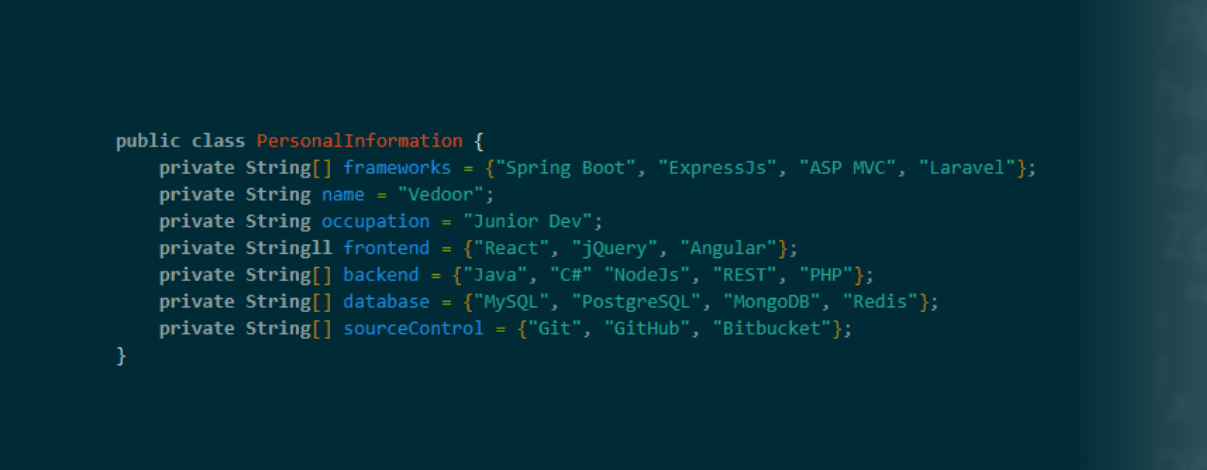 public class PersonalInformation {
    private String[] frameworks = {"Spring Boot", "ExpressJs", "ASP MVC", "Laravel"};
    private String name = "Vedoor";
    private String occupation = "Junior Dev";
    private Stringll frontend = {"React", "jQuery", "Angular"};
    private String[] backend = {"Java", "C#" "NodeJs", "REST", "PHP"};
    private String[] database = {"MySQL", "PostgreSQL", "MongoDB", "Redis"};
    private String[] sourceControl = {"Git", "GitHub", "Bitbucket"};
}